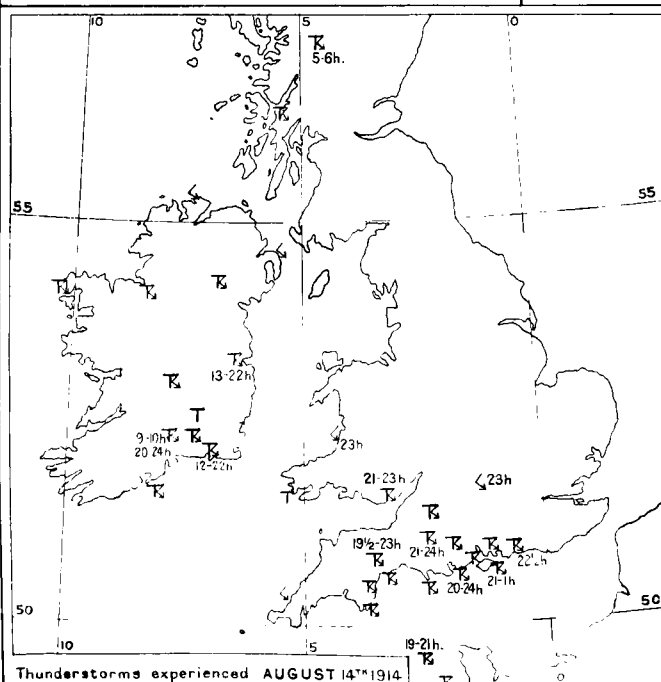 10 5 0
5-6h.
55 55
13-22h
9-10h
20-24h
12-22h
23h
21-23h
23h
19½-23h
21-24h
22½h
20-24h
21-1h
50 50
10 5
19-21h.
Thunderstorms experienced AUGUST 14TH 1914